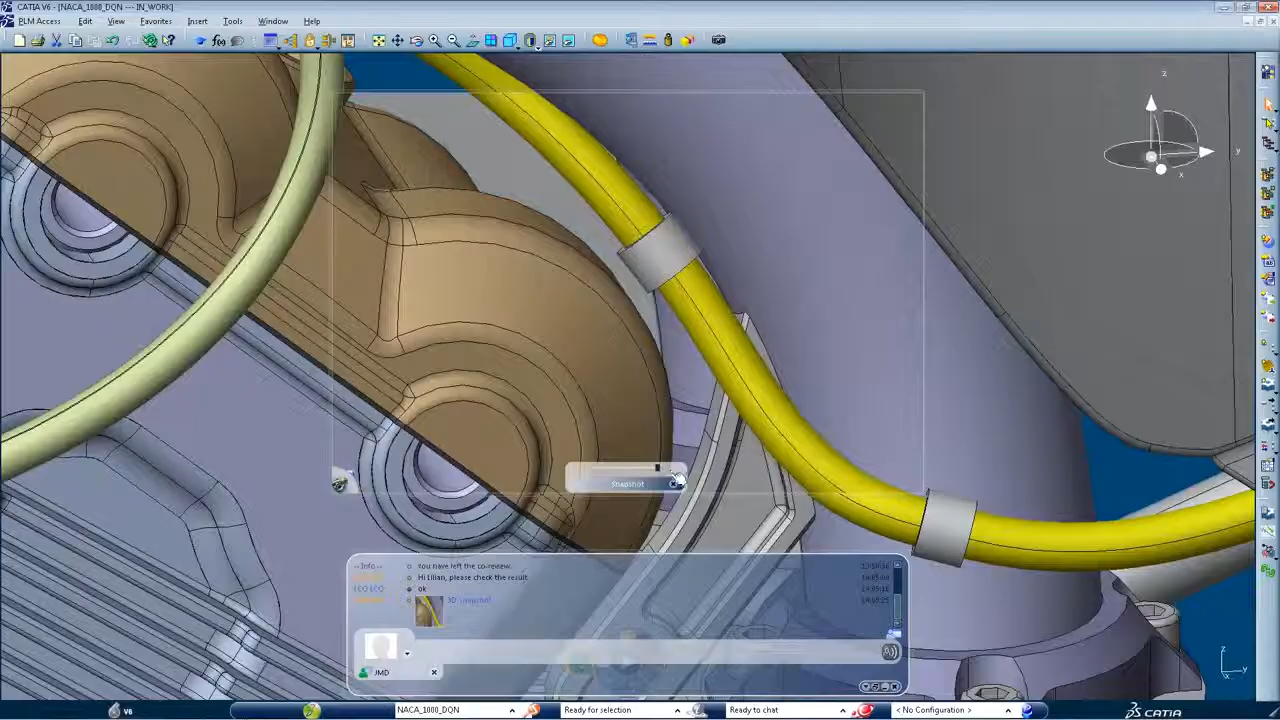 CATIA V6 - [NACA_1000_DQN --- IN_WORK]
PLM Access Edit View Favorites Insert Tools Window Help
f(x)
z
y
x
Snapshot
-- Info-- You have left the co-review.
Hi Lilian, please check the result
ok
3D snapshot
JMD
z
y
x
V6 NACA_1000_DQN Ready for selection Ready to chat < No Configuration > CATIA